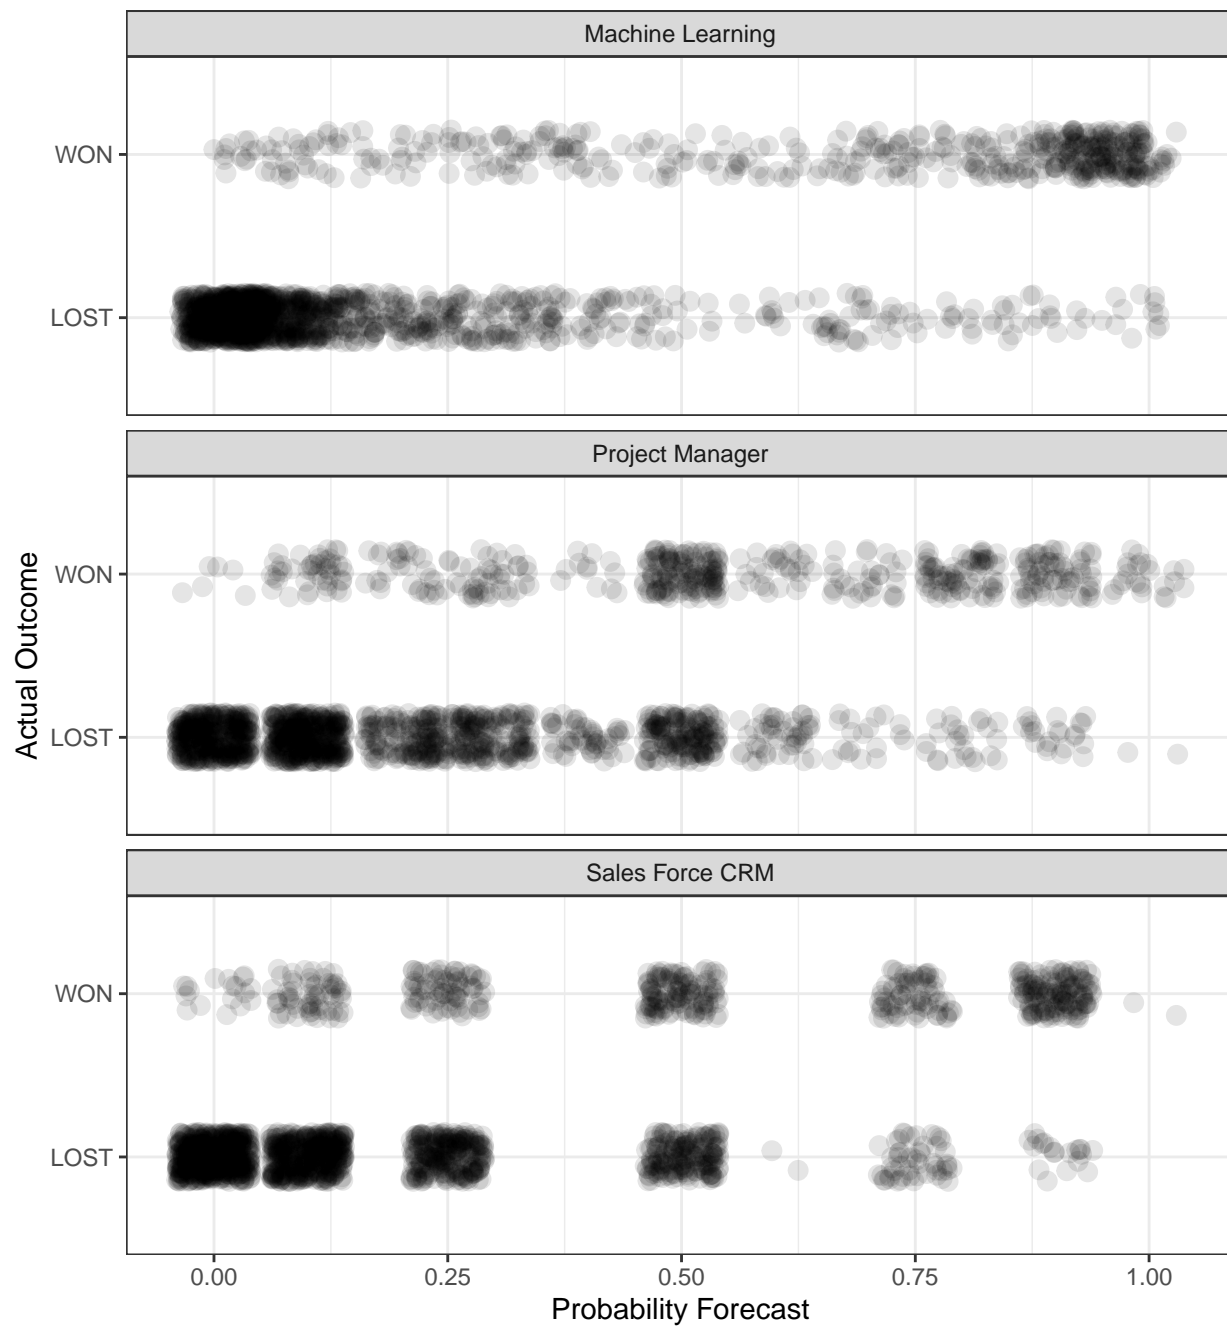 Machine Learning
WON
LOST
Project Manager
WON
LOST
Sales Force CRM
WON
LOST
0.00 0.25 0.50 0.75 1.00
Probability Forecast
Actual Outcome